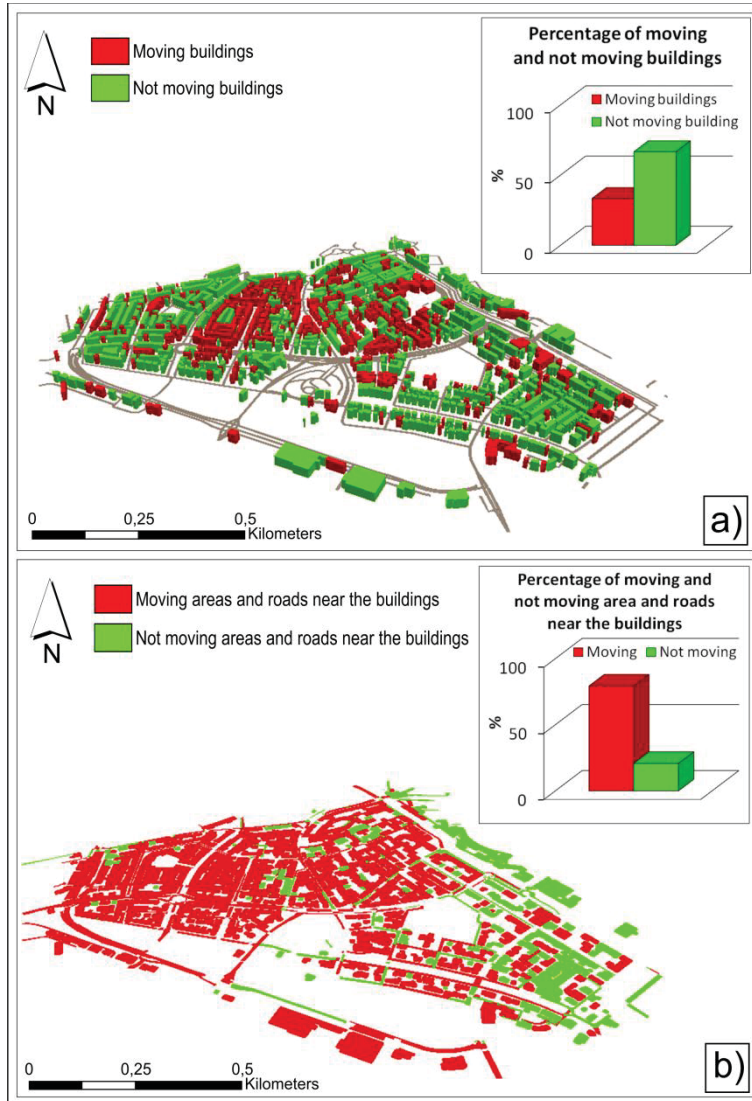 Moving buildings
Not moving buildings
N
Percentage of moving
and not moving buildings
Moving buildings
Not moving building
100
50
0
%
0
0,25
0,5
Kilometers
a)
Moving areas and roads near the buildings
Not moving areas and roads near the buildings
N
Percentage of moving and
not moving area and roads
near the buildings
Moving
Not moving
100
50
0
%
0
0,25
0,5
Kilometers
b)